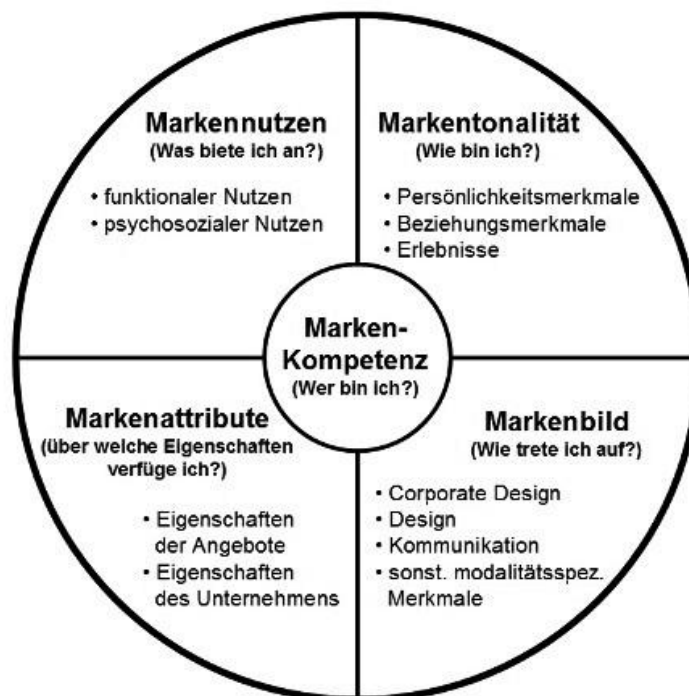 Markennutzen
(Was biete ich an?)
• funktionaler Nutzen
• psychosozialer Nutzen
Markentonalität
(Wie bin ich?)
• Persönlichkeitsmerkmale
• Beziehungsmerkmale
• Erlebnisse
Marken-
Kompetenz
(Wer bin ich?)
Markenattribute
(über welche Eigenschaften
verfüge ich?)
• Eigenschaften
der Angebote
• Eigenschaften
des Unternehmens
Markenbild
(Wie trete ich auf?)
• Corporate Design
• Design
• Kommunikation
• sonst. modalitätsspez.
Merkmale